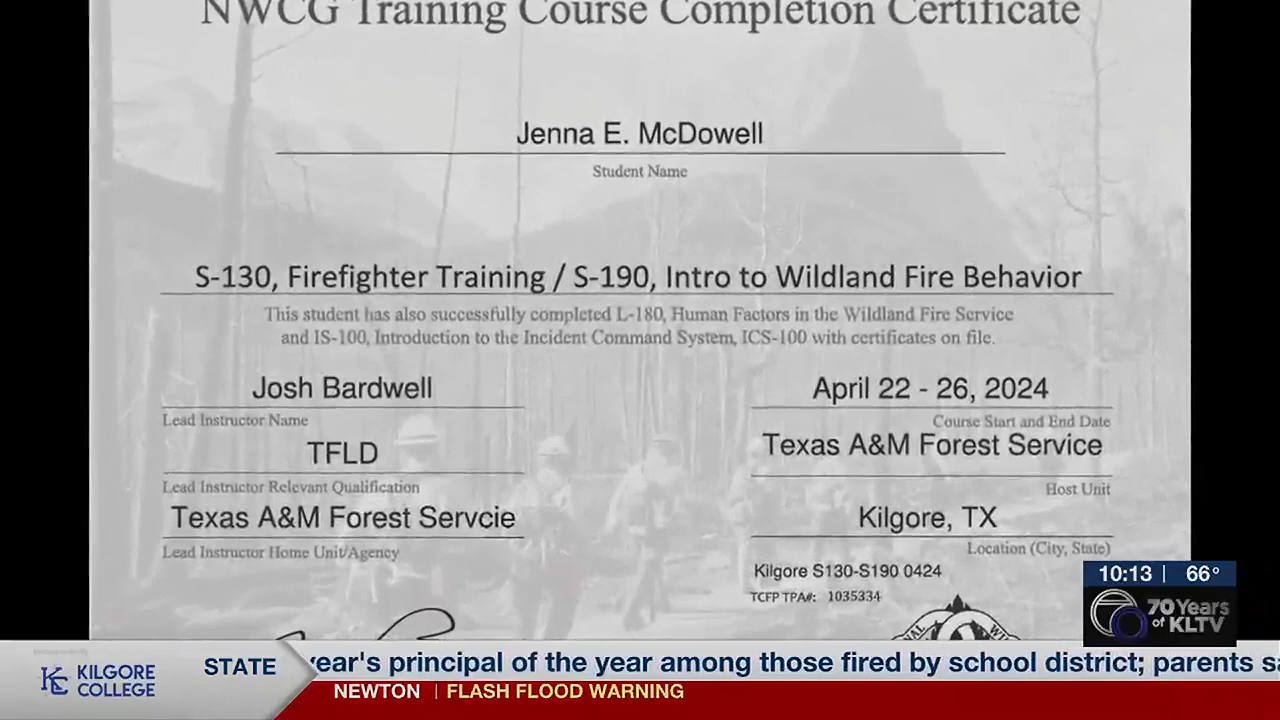 NWCG Training Course Completion Certificate
Jenna E. McDowell
Student Name
S-130, Firefighter Training / S-190, Intro to Wildland Fire Behavior
This student has also successfully completed L-180, Human Factors in the Wildland Fire Service
and IS-100, Introduction to the Incident Command System, ICS-100 with certificates on file.
Josh Bardwell
Lead Instructor Name
TFLD
Lead Instructor Relevant Qualification
Texas A&M Forest Servcie
Lead Instructor Home Unit/Agency
April 22 - 26, 2024
Course Start and End Date
Texas A&M Forest Service
Host Unit
Kilgore, TX
Location (City, State)
Kilgore S130-S190 0424
TCFP TPA#: 1035334
10:13 | 66°
7 70 Years
of KLTV
KC KILGORE
COLLEGE
STATE
year's principal of the year among those fired by school district; parents sa
NEWTON | FLASH FLOOD WARNING